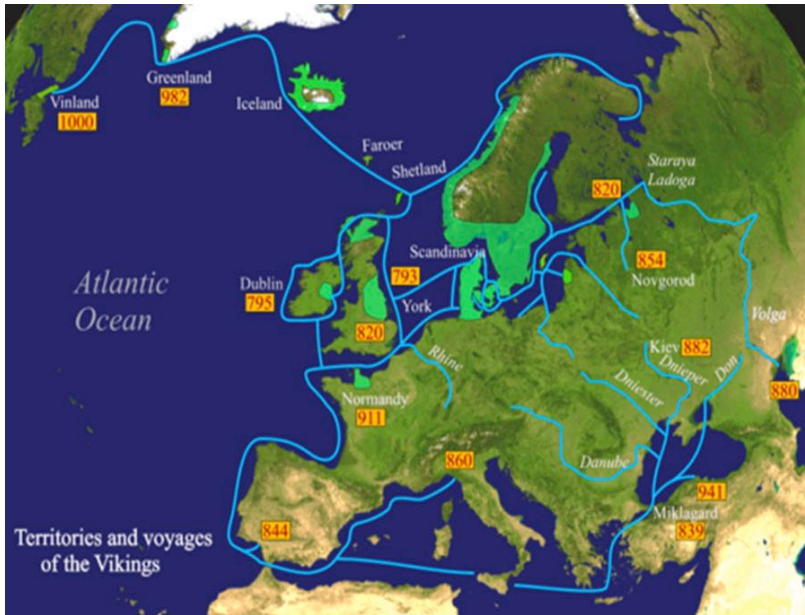 Greenland
982
Vinland
1000
Iceland
Faroer
Shetland
Staraya
Ladoga
820
Scandinavia
793
854
Novgorod
Dublin
795
York
820
Atlantic
Ocean
Volga
Kiev 882
Rhine
Dnieper
Don
Dniester
880
Normandy
911
Danube
860
941
Miklagard
839
844
Territories and voyages
of the Vikings